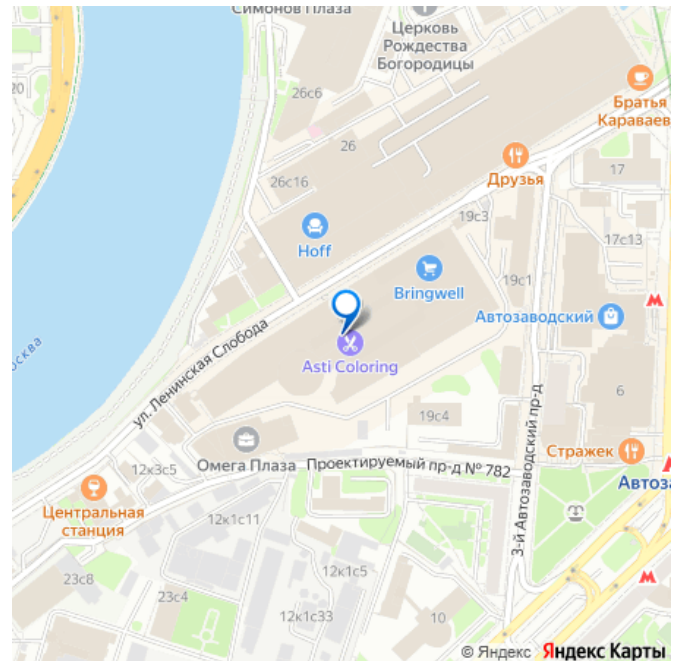 Симонов Плаза
Церковь
Рождества
Богородицы
20
26с6
Братья
Караваев
26
Друзья
17
26с16
19с3
Hoff
17с13
Bringwell
19с1
Автозаводский
ул. Ленинская Слобода
Asti Coloring
6
19с4
3-й Автозаводский пр-д
Стражек
Омега Плаза
Проектируемый пр-д № 782
12к3с5
Автоза
Центральная
станция
12к1с11
23с8
12к1с5
23с4
12к1с33
10
© Яндекс Яндекс Карты